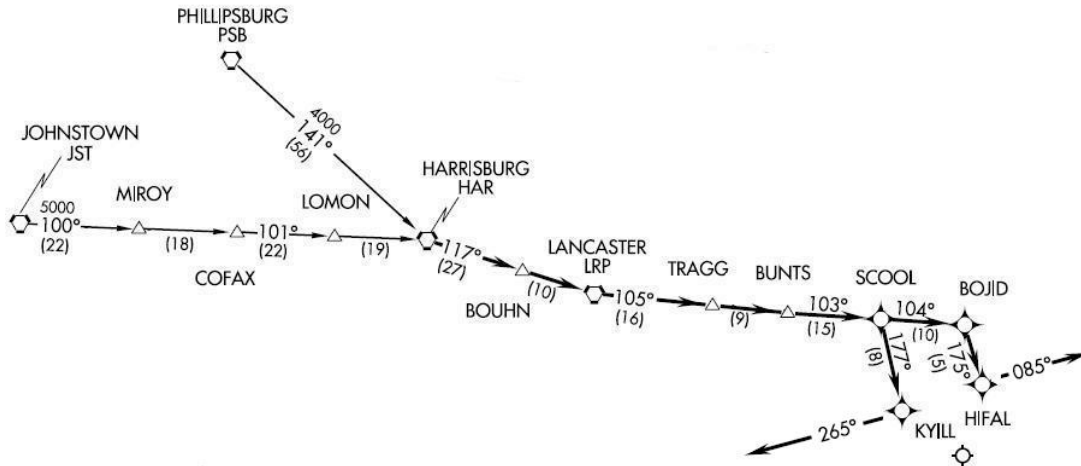 PHILLIPSBURG
PSB
4000
141°
(56)
JOHNSTOWN
JST
5000
100°
(22)
MIROY
(18)
COFAX
101°
(22)
LOMON
(19)
HARRISBURG
HAR
117°
(27)
BOUHN
(10)
LANCASTER
LRP
105°
(16)
TRAGG
(9)
BUNTS
103°
(15)
SCOOL
104°
(10)
BOJID
177°
(8)
175°
(5)
085°
HIFAL
KYILL
265°